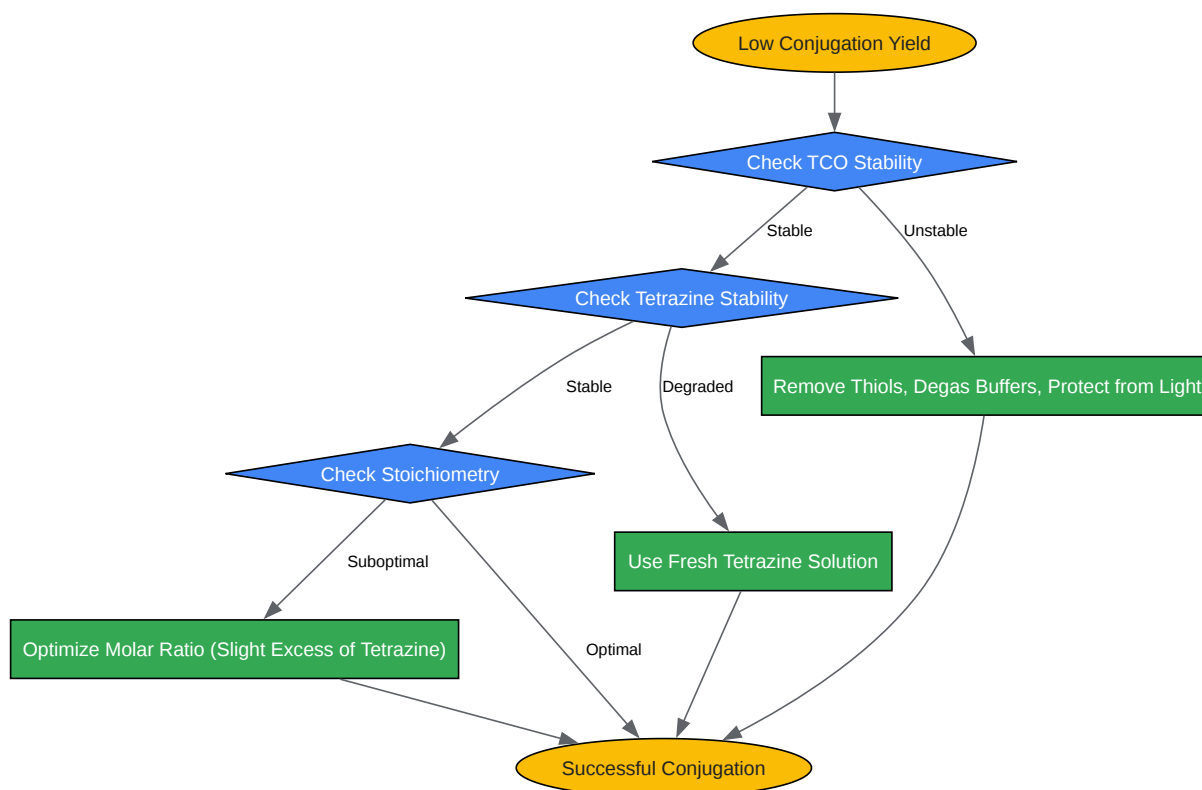 Low Conjugation Yield
Check TCO Stability
Stable
Unstable
Check Tetrazine Stability
Stable
Degraded
Remove Thiols, Degas Buffers, Protect from Light
Check Stoichiometry
Suboptimal
Use Fresh Tetrazine Solution
Optimize Molar Ratio (Slight Excess of Tetrazine)
Optimal
Successful Conjugation